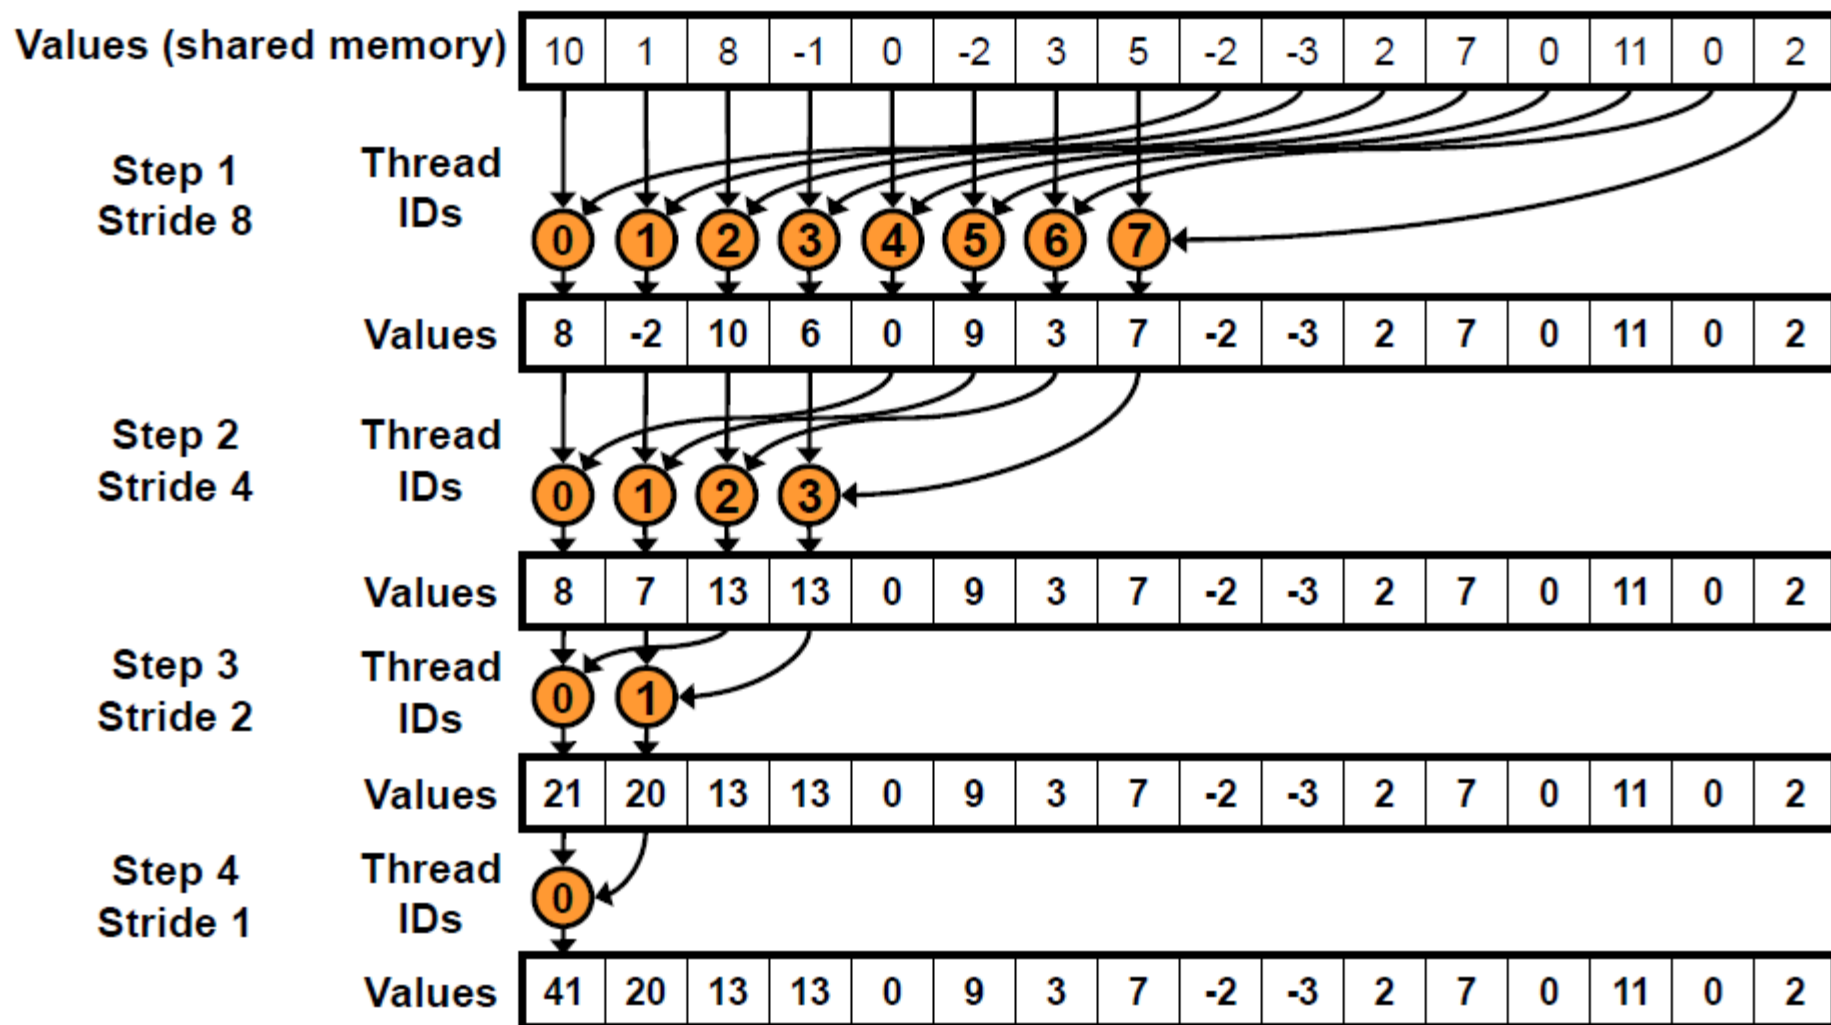 Values (shared memory) 10 1 8 -1 0 -2 3 5 -2 -3 2 7 0 11 0 2
Step 1 Thread
Stride 8 IDs
0 1 2 3 4 5 6 7
Values 8 -2 10 6 0 9 3 7 -2 -3 2 7 0 11 0 2
Step 2 Thread
Stride 4 IDs
0 1 2 3
Values 8 7 13 13 0 9 3 7 -2 -3 2 7 0 11 0 2
Step 3 Thread
Stride 2 IDs
0 1
Values 21 20 13 13 0 9 3 7 -2 -3 2 7 0 11 0 2
Step 4 Thread
Stride 1 IDs
0
Values 41 20 13 13 0 9 3 7 -2 -3 2 7 0 11 0 2